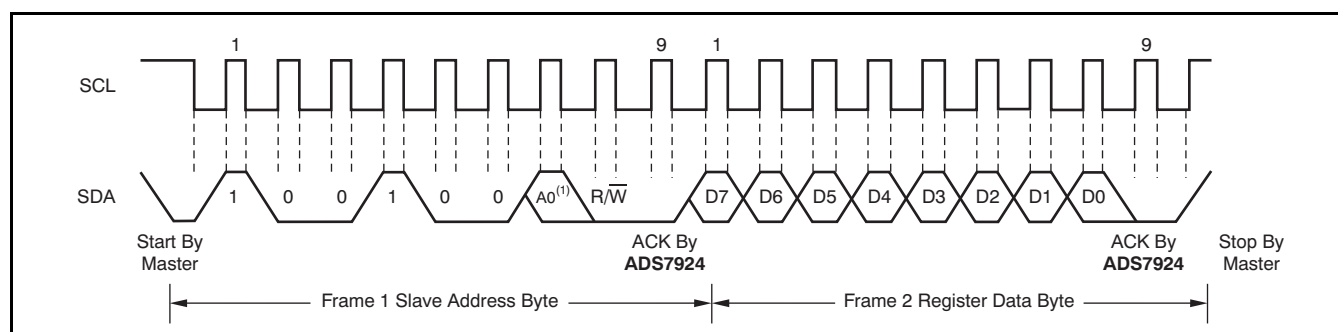 1 9 1 9
SCL
SDA 1 0 0 1 0 0 A0(1) R/W̅ D7 D6 D5 D4 D3 D2 D1 D0
Start By ACK By ACK By Stop By
Master ADS7924 ADS7924 Master
Frame 1 Slave Address Byte Frame 2 Register Data Byte